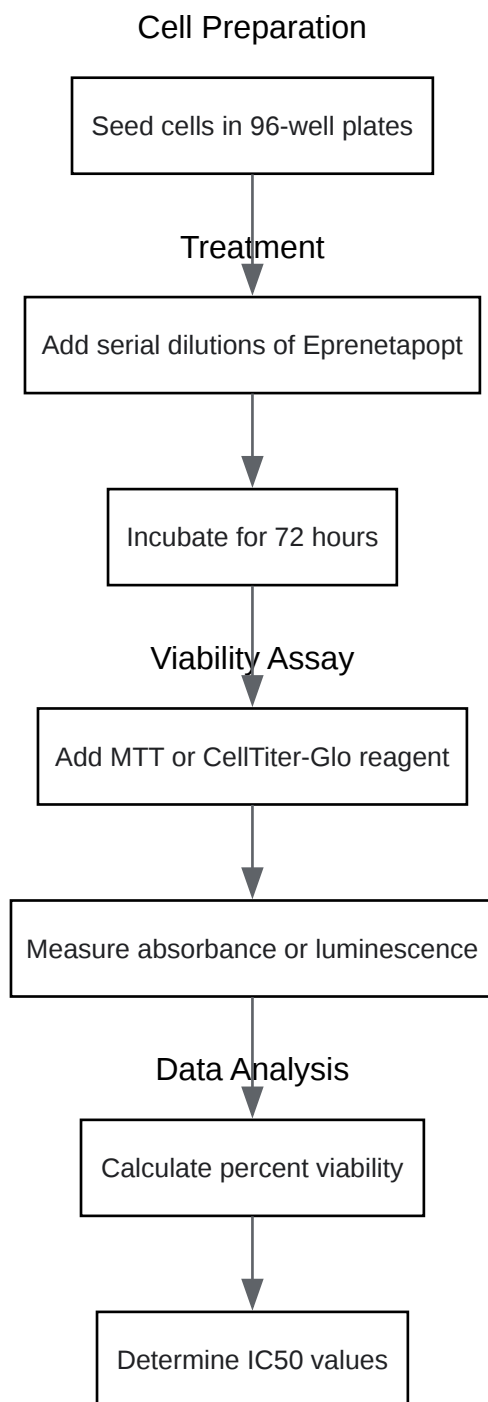 Cell Preparation
Seed cells in 96-well plates
Treatment
Add serial dilutions of Eprenetapopt
Incubate for 72 hours
Viability Assay
Add MTT or CellTiter-Glo reagent
Measure absorbance or luminescence
Data Analysis
Calculate percent viability
Determine IC50 values